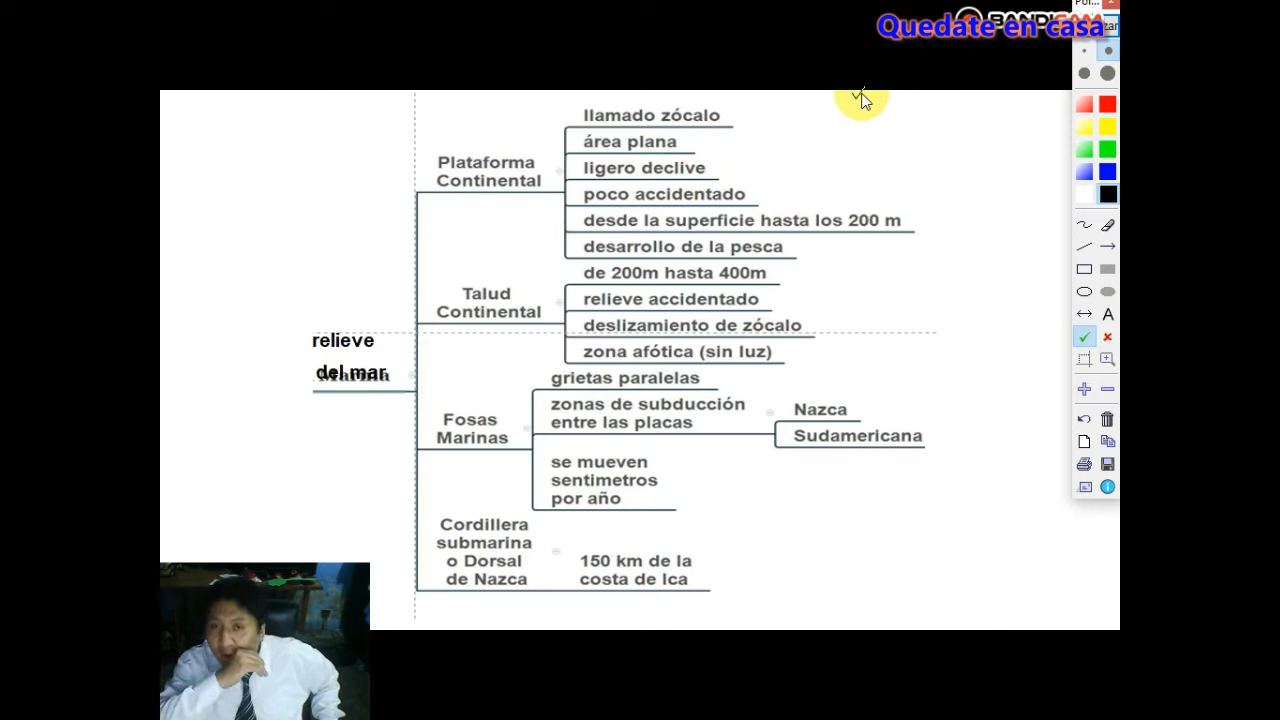 Por...
BANDICAM
Quedate en casa
zar
llamado zócalo
área plana
Plataforma
Continental
ligero declive
poco accidentado
desde la superficie hasta los 200 m
desarrollo de la pesca
de 200m hasta 400m
Talud
Continental
relieve accidentado
deslizamiento de zócalo
zona afótica (sin luz)
relieve
del mar
grietas paralelas
zonas de subducción
entre las placas
Nazca
Sudamericana
Fosas
Marinas
se mueven
sentimetros
por año
Cordillera
submarina
o Dorsal
de Nazca
150 km de la
costa de Ica
A